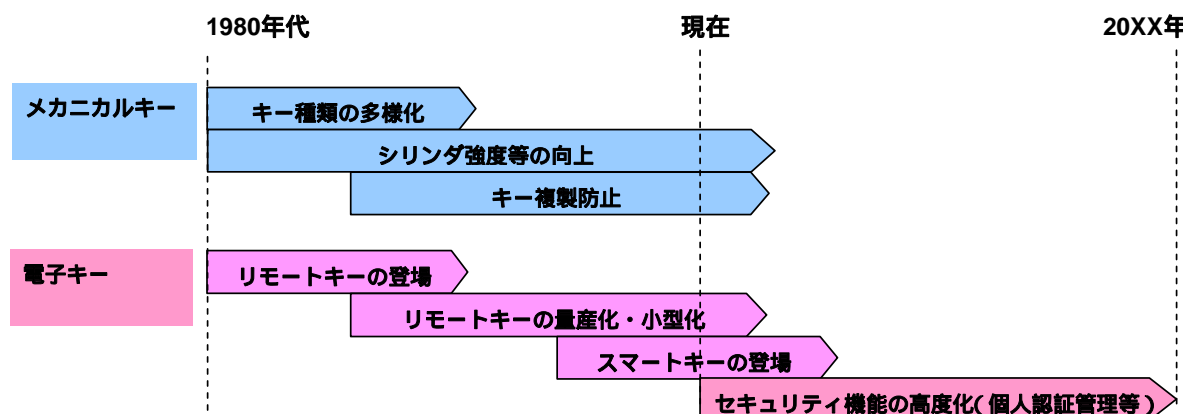 1980年代
現在
20XX年
メカニカルキー
キー種類の多様化
シリンダ強度等の向上
キー複製防止
電子キー
リモートキーの登場
リモートキーの量産化・小型化
スマートキーの登場
セキュリティ機能の高度化(個人認証管理等)